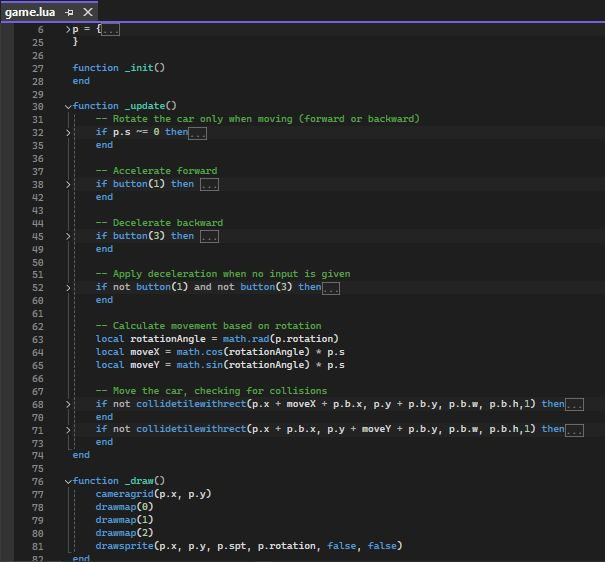 game.lua
6 p = {...
25 }
26
27 function _init()
28 end
29
30 function _update()
31 -- Rotate the car only when moving (forward or backward)
32 if p.s ~= 0 then...
35 end
36
37 -- Accelerate forward
38 if button(1) then ...
42 end
43
44 -- Decelerate backward
45 if button(3) then ...
49 end
50
51 -- Apply deceleration when no input is given
52 if not button(1) and not button(3) then...
60 end
61
62 -- Calculate movement based on rotation
63 local rotationAngle = math.rad(p.rotation)
64 local moveX = math.cos(rotationAngle) * p.s
65 local moveY = math.sin(rotationAngle) * p.s
66
67 -- Move the car, checking for collisions
68 if not collidetilewithrect(p.x + moveX + p.b.x, p.y + p.b.y, p.b.w, p.b.h,1) then...
70 end
71 if not collidetilewithrect(p.x + p.b.x, p.y + moveY + p.b.y, p.b.w, p.b.h,1) then...
73 end
74 end
75
76 function _draw()
77 cameragrid(p.x, p.y)
78 drawmap(0)
79 drawmap(1)
80 drawmap(2)
81 drawsprite(p.x, p.y, p.spt, p.rotation, false, false)
82 end